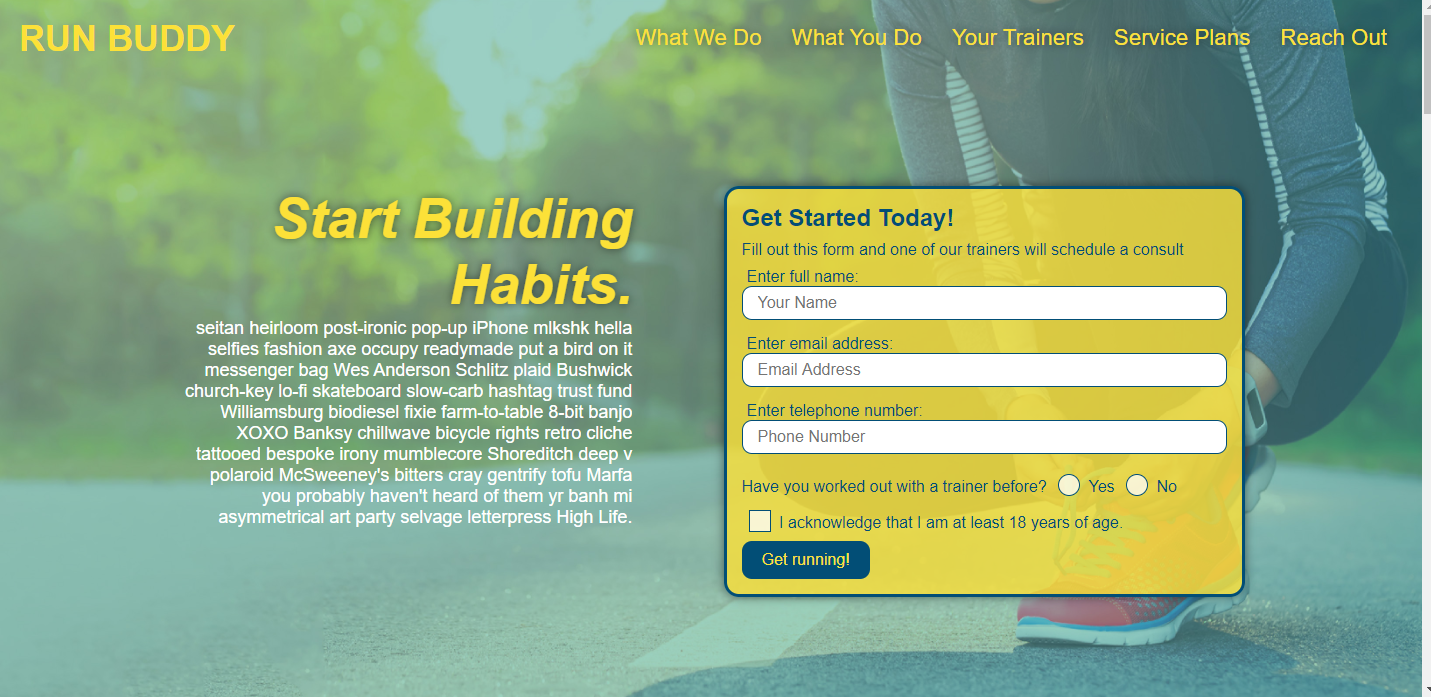 RUN BUDDY
What We Do What You Do Your Trainers Service Plans Reach Out
Start Building
Habits.
seitan heirloom post-ironic pop-up iPhone mlkshk hella
selfies fashion axe occupy readymade put a bird on it
messenger bag Wes Anderson Schlitz plaid Bushwick
church-key lo-fi skateboard slow-carb hashtag trust fund
Williamsburg biodiesel fixie farm-to-table 8-bit banjo
XOXO Banksy chillwave bicycle rights retro cliche
tattooed bespoke irony mumblecore Shoreditch deep v
polaroid McSweeney's bitters cray gentrify tofu Marfa
you probably haven't heard of them yr banh mi
asymmetrical art party selvage letterpress High Life.
Get Started Today!
Fill out this form and one of our trainers will schedule a consult
Enter full name:
Your Name
Enter email address:
Email Address
Enter telephone number:
Phone Number
Have you worked out with a trainer before? Yes No
I acknowledge that I am at least 18 years of age.
Get running!